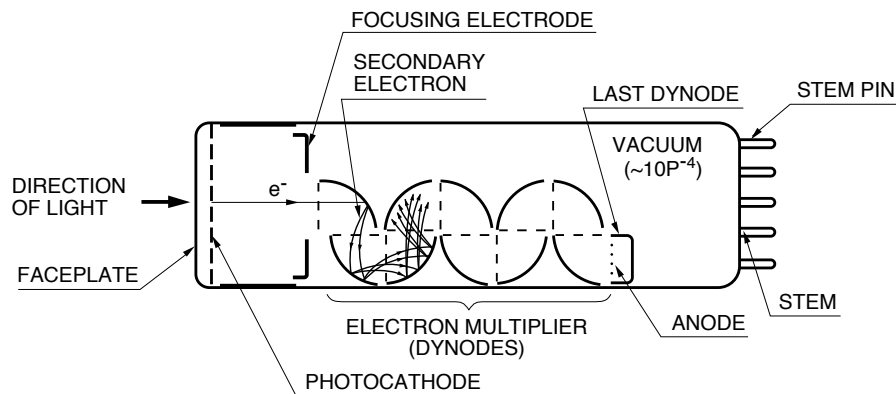 FOCUSING ELECTRODE
SECONDARY
ELECTRON
LAST DYNODE
STEM PIN
VACUUM
(~10P⁻⁴)
DIRECTION
OF LIGHT
e⁻
FACEPLATE
STEM
ELECTRON MULTIPLIER
(DYNODES)
ANODE
PHOTOCATHODE